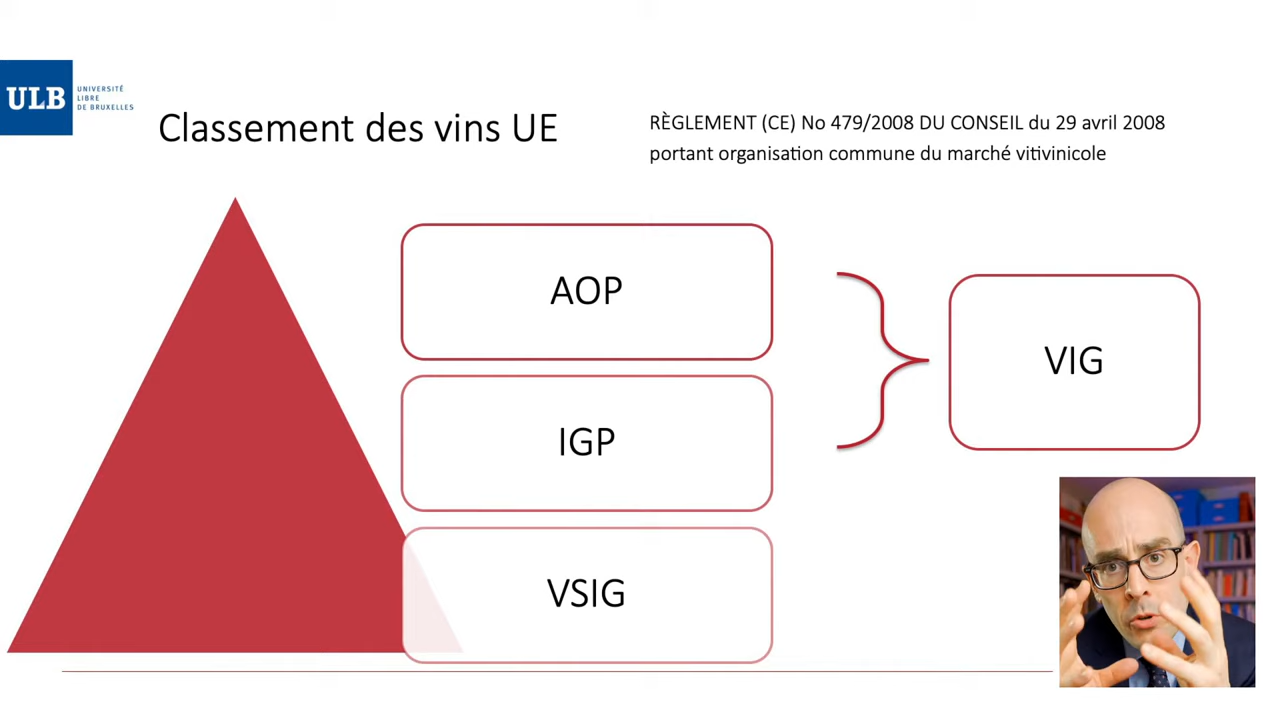 ULB
UNIVERSITÉ
LIBRE
DE BRUXELLES
Classement des vins UE
RÈGLEMENT (CE) No 479/2008 DU CONSEIL du 29 avril 2008
portant organisation commune du marché vitivinicole
AOP
IGP
VSIG
VIG